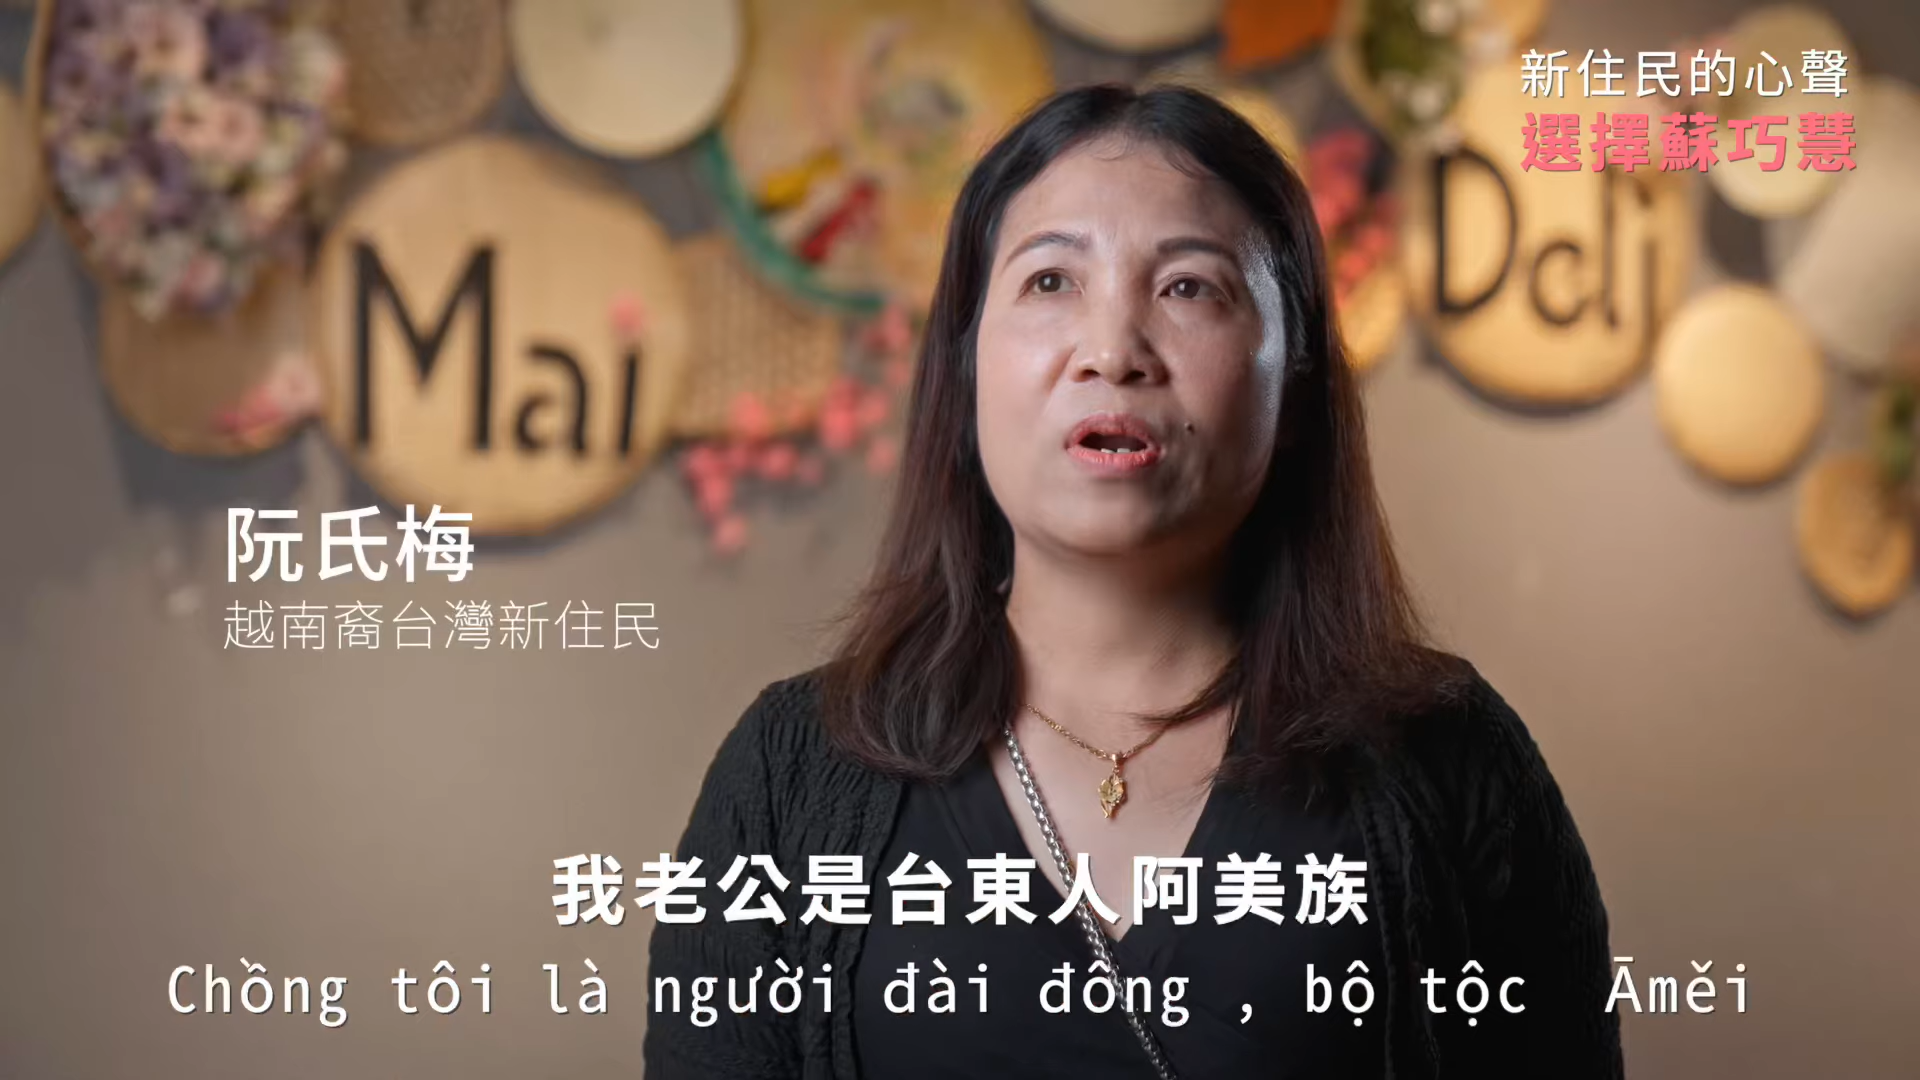 新住民的心聲
選擇蘇巧慧
Mai
Deli
阮氏梅
越南裔台灣新住民
我老公是台東人阿美族
Chồng tôi là người đài đông , bộ tộc Āměi